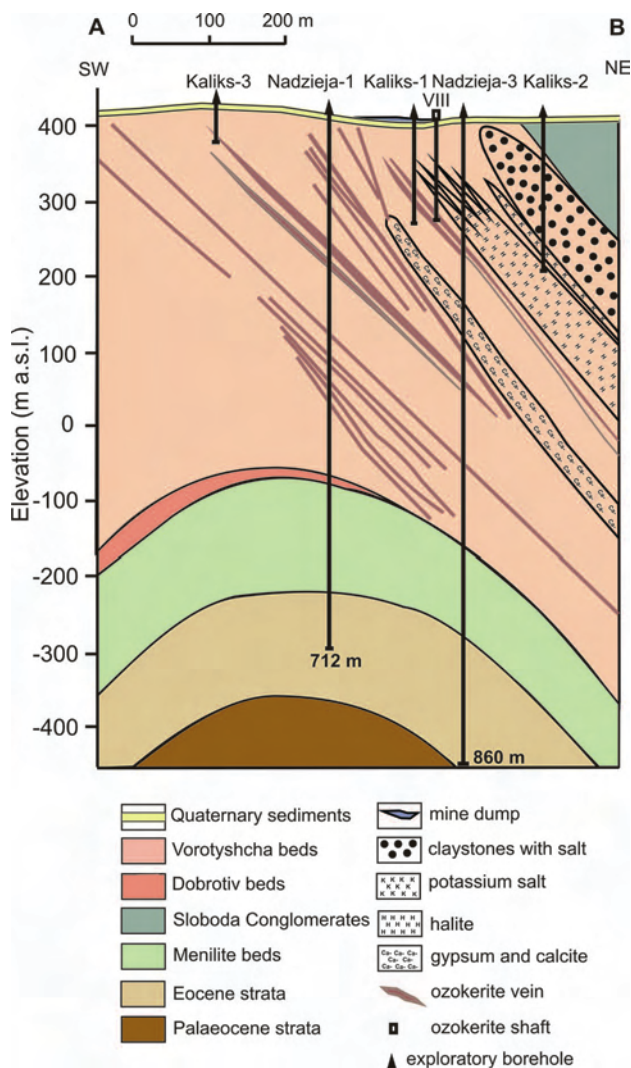 A
B
0 100 200 m
SW
NE
Kaliks-3 Nadzieja-1 Kaliks-1 Nadzieja-3 Kaliks-2
VIII
Elevation (m a.s.l.)
400
300
200
100
0
-100
-200
-300
-400
712 m
860 m
Quaternary sediments
Vorotyshcha beds
Dobrotiv beds
Sloboda Conglomerates
Menilite beds
Eocene strata
Palaeocene strata
mine dump
claystones with salt
potassium salt
halite
gypsum and calcite
ozokerite vein
ozokerite shaft
exploratory borehole